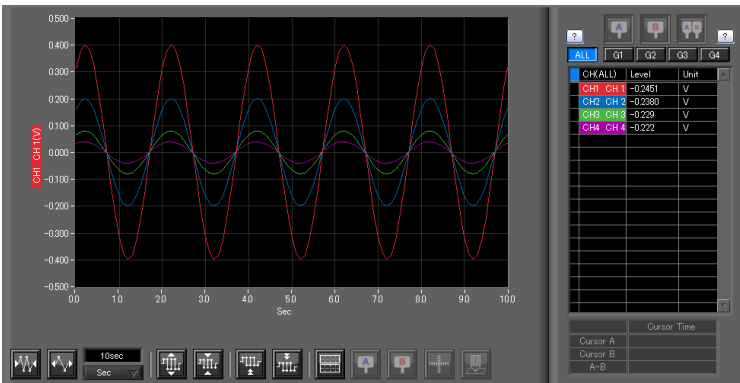 0.500
0.400
0.300
0.200
0.100
0.000
-0.100
-0.200
-0.300
-0.400
-0.500
CH1 CH 1(V)
0.0 1.0 2.0 3.0 4.0 5.0 6.0 7.0 8.0 9.0 10.0
Sec
10sec
Sec
A B
A B
? ?
ALL G1 G2 G3 G4
CH(ALL) Level Unit
CH1 CH 1 -0.2451 V
CH2 CH 2 -0.2380 V
CH3 CH 3 -0.229 V
CH4 CH 4 -0.222 V
Cursor Time
Cursor A
Cursor B
A-B
A B